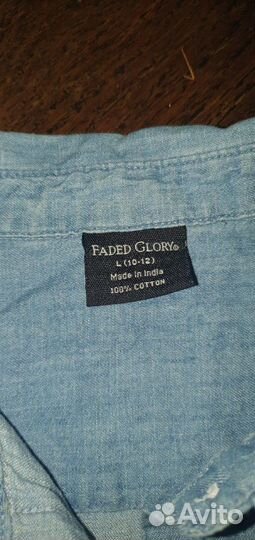 FADED GLORY®
L (10-12)
Made in India
100% COTTON
Avito